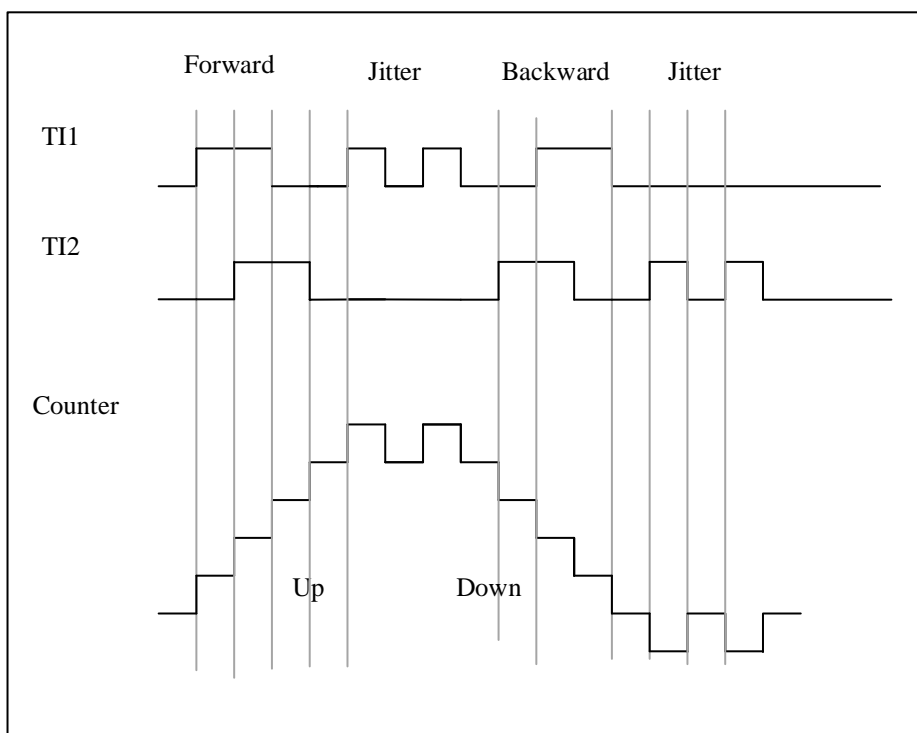 Forward
Jitter
Backward
Jitter
TI1
TI2
Counter
Up
Down